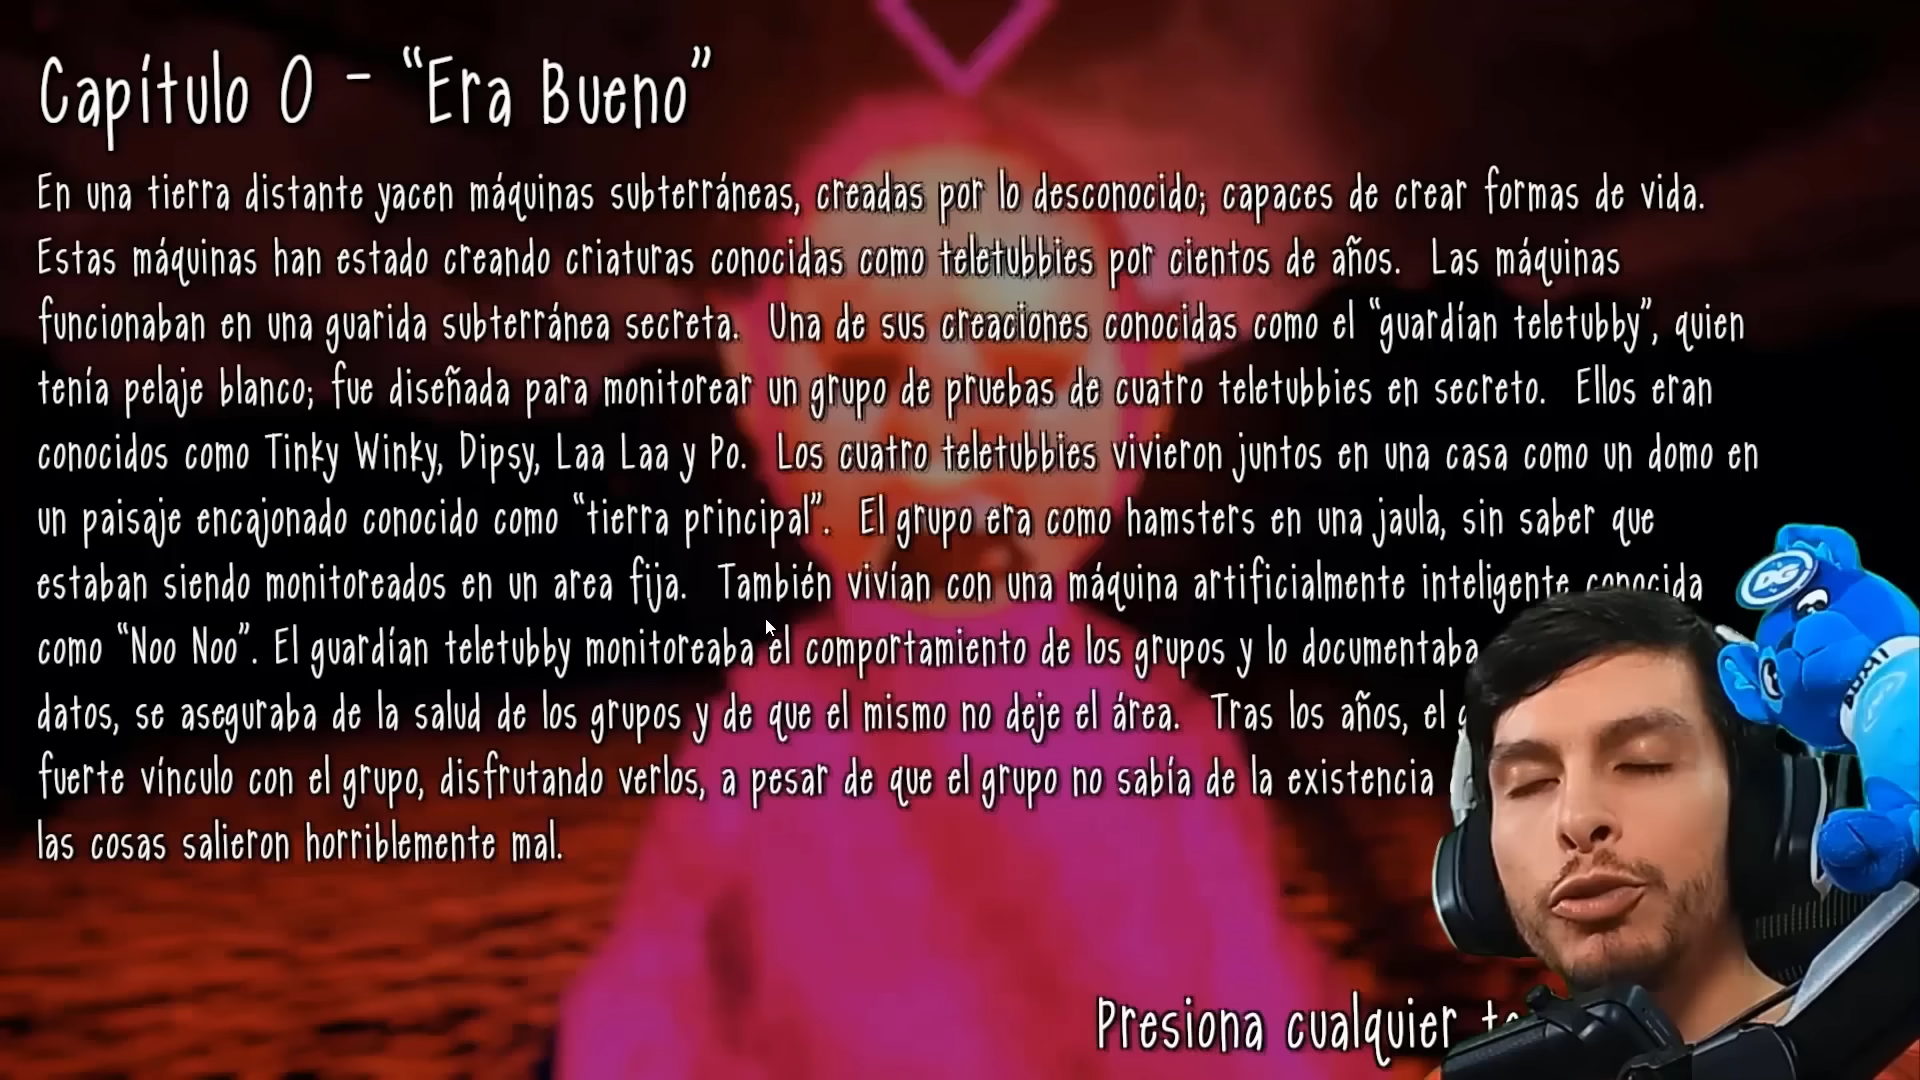 Capítulo 0 - “Era Bueno”
En una tierra distante yacen máquinas subterráneas, creadas por lo desconocido; capaces de crear formas de vida.
Estas máquinas han estado creando criaturas conocidas como teletubbies por cientos de años. Las máquinas
funcionaban en una guarida subterránea secreta. Una de sus creaciones conocidas como el “guardían teletubby”, quien
tenía pelaje blanco; fue diseñada para monitorear un grupo de pruebas de cuatro teletubbies en secreto. Ellos eran
conocidos como Tinky Winky, Dipsy, Laa Laa y Po. Los cuatro teletubbies vivieron juntos en una casa como un domo en
un paisaje encajonado conocido como “tierra principal”. El grupo era como hamsters en una jaula, sin saber que
estaban siendo monitoreados en un area fija. También vivían con una máquina artificialmente inteligente conocida
como “Noo Noo”. El guardían teletubby monitoreaba el comportamiento de los grupos y lo documentaba
datos, se aseguraba de la salud de los grupos y de que el mismo no deje el área. Tras los años, el
fuerte vínculo con el grupo, disfrutando verlos, a pesar de que el grupo no sabía de la existencia
las cosas salieron horriblemente mal.
DG
Presiona cualquier